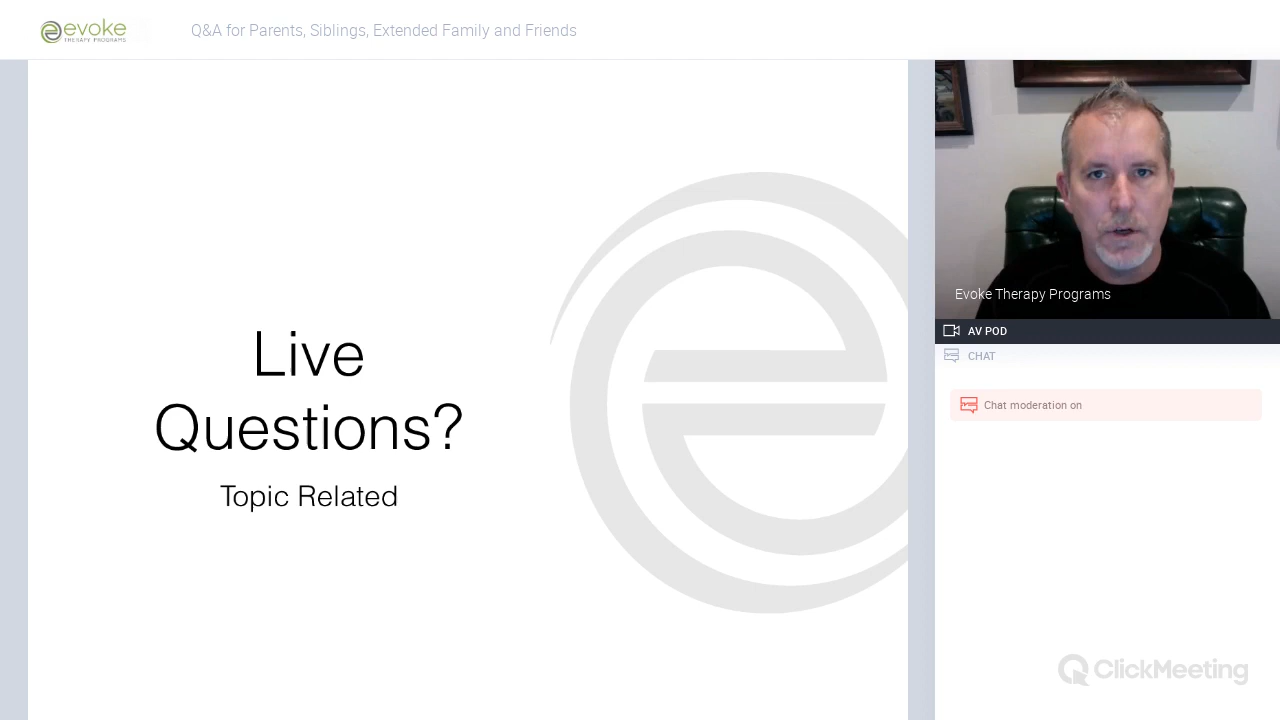 evoke
THERAPY PROGRAMS
Q&A for Parents, Siblings, Extended Family and Friends
Live
Questions?
Topic Related
Evoke Therapy Programs
AV POD
CHAT
Chat moderation on
ClickMeeting